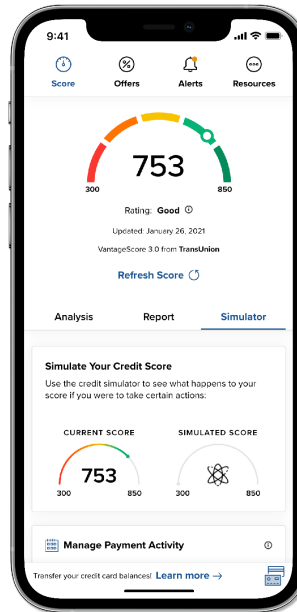 9:41
Score
Offers
Alerts
Resources
753
300
850
Rating: Good
Updated: January 26, 2021
VantageScore 3.0 from TransUnion
Refresh Score
Analysis
Report
Simulator
Simulate Your Credit Score
Use the credit simulator to see what happens to your
score if you were to take certain actions:
CURRENT SCORE
SIMULATED SCORE
753
300
850
300
850
Manage Payment Activity
Transfer your credit card balances! Learn more →